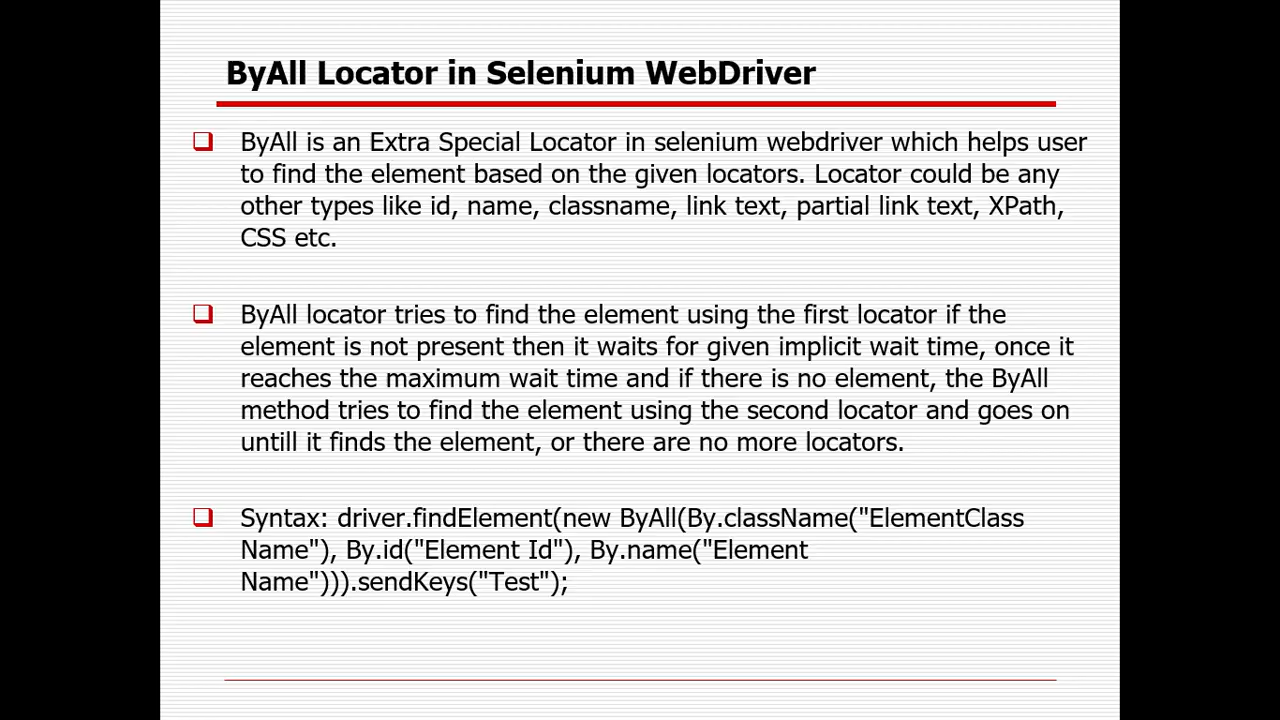 ByAll Locator in Selenium WebDriver
ByAll is an Extra Special Locator in selenium webdriver which helps user
to find the element based on the given locators. Locator could be any
other types like id, name, classname, link text, partial link text, XPath,
CSS etc.
ByAll locator tries to find the element using the first locator if the
element is not present then it waits for given implicit wait time, once it
reaches the maximum wait time and if there is no element, the ByAll
method tries to find the element using the second locator and goes on
untill it finds the element, or there are no more locators.
Syntax: driver.findElement(new ByAll(By.className("ElementClass
Name"), By.id("Element Id"), By.name("Element
Name"))).sendKeys("Test");